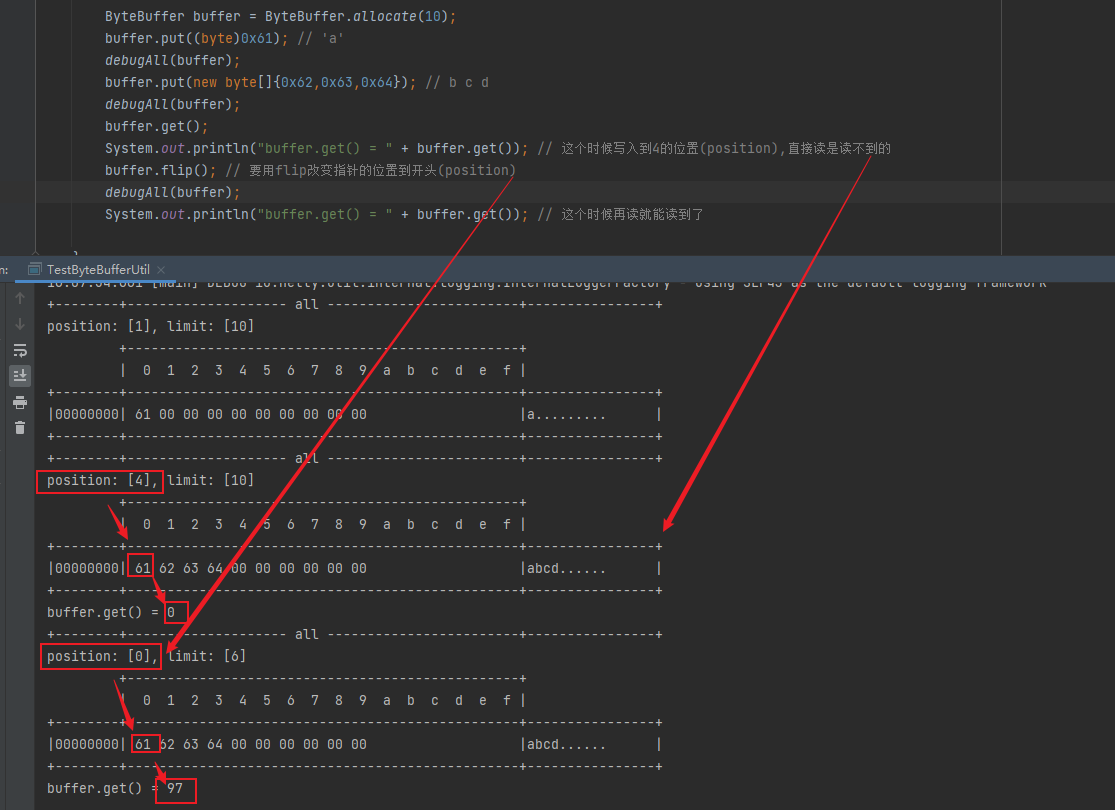 ByteBuffer buffer = ByteBuffer.allocate(10);
buffer.put((byte)0x61); // 'a'
debugAll(buffer);
buffer.put(new byte[]{0x62,0x63,0x64}); // b c d
debugAll(buffer);
buffer.get();
System.out.println("buffer.get() = " + buffer.get()); // 这个时候写入到4的位置(position),直接读是读不到的
buffer.flip(); // 要用flip改变指针的位置到开头(position)
debugAll(buffer);
System.out.println("buffer.get() = " + buffer.get()); // 这个时候再读就能读到了
}
n: TestByteBufferUtil ×
[main] DEBUG io.netty.util.internal.logging.InternalLoggerFactory - Using SLF4J as the default logging framework
+--------+-------------------- all ------------------------+----------------+
position: [1], limit: [10]
+-------------------------------------------------+
| 0 1 2 3 4 5 6 7 8 9 a b c d e f |
+--------+-------------------------------------------------+----------------+
|00000000| 61 00 00 00 00 00 00 00 00 00 |a......... |
+--------+-------------------------------------------------+----------------+
+--------+-------------------- all ------------------------+----------------+
position: [4], limit: [10]
+-------------------------------------------------+
| 0 1 2 3 4 5 6 7 8 9 a b c d e f |
+--------+-------------------------------------------------+----------------+
|00000000| 61 62 63 64 00 00 00 00 00 00 |abcd...... |
+--------+-------------------------------------------------+----------------+
buffer.get() = 0
+--------+-------------------- all ------------------------+----------------+
position: [0], limit: [6]
+-------------------------------------------------+
| 0 1 2 3 4 5 6 7 8 9 a b c d e f |
+--------+-------------------------------------------------+----------------+
|00000000| 61 62 63 64 00 00 00 00 00 00 |abcd...... |
+--------+-------------------------------------------------+----------------+
buffer.get() = 97